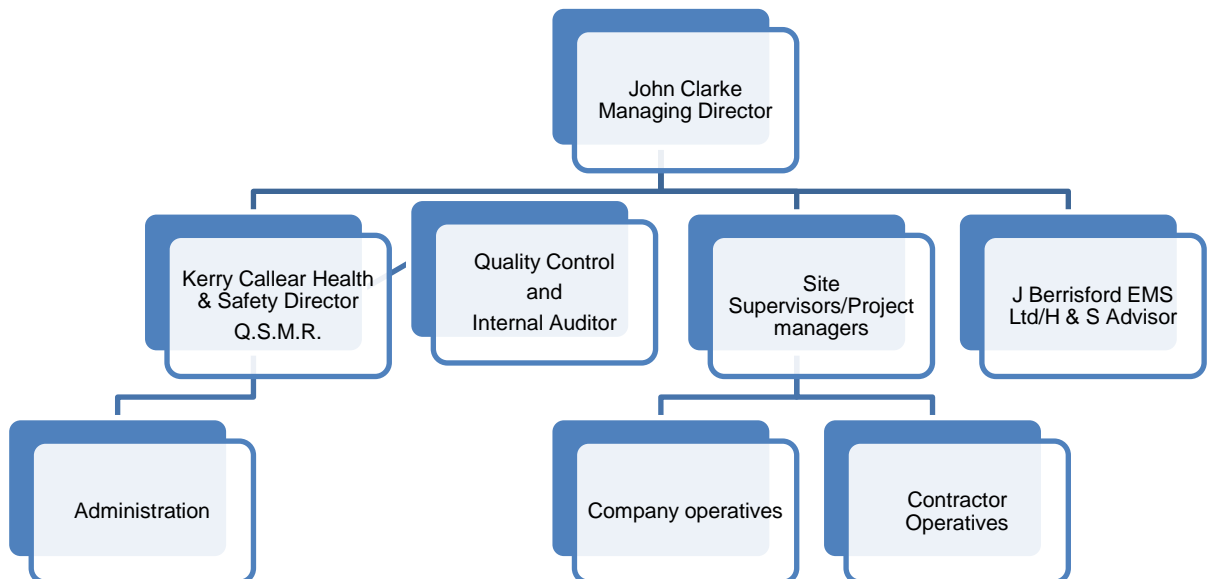 John Clarke
Managing Director
Kerry Callear Health
& Safety Director
Q.S.M.R.
Quality Control
and
Internal Auditor
Site
Supervisors/Project
managers
J Berrisford EMS
Ltd/H & S Advisor
Administration
Company operatives
Contractor
Operatives